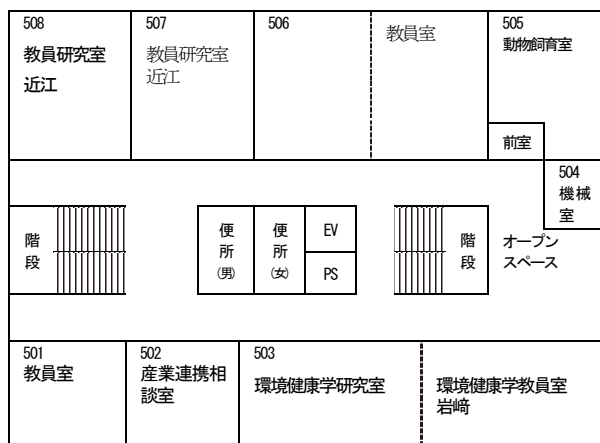 508
教員研究室
近江
507
教員研究室
近江
506
教員室
505
動物飼育室
前室
504
機械
室
階
段
便
所
(男)
便
所
(女)
EV
PS
階
段
オープン
スペース
501
教員室
502
産業連携相
談室
503
環境健康学研究室
環境健康学教員室
岩﨑